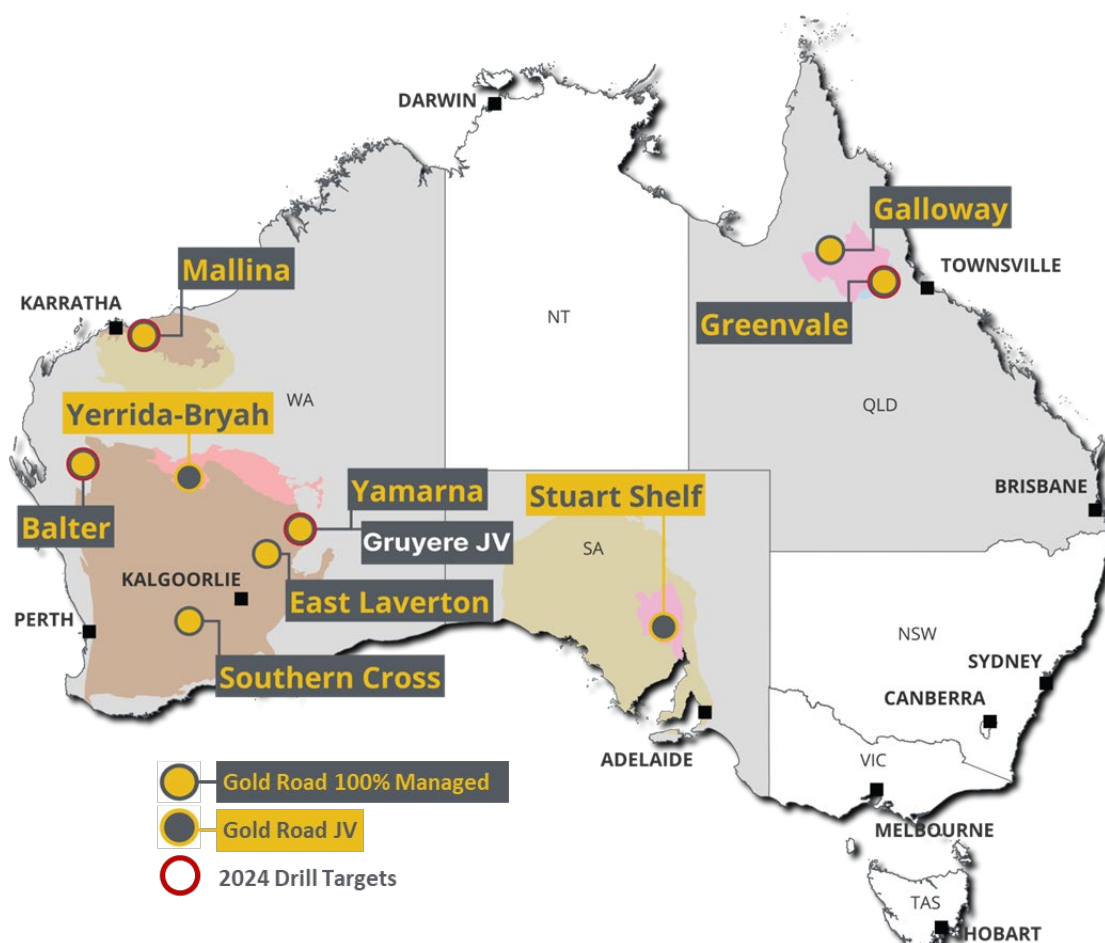 DARWIN
Galloway
TOWNSVILLE
Mallina
KARRATHA
NT
Greenvale
WA
QLD
Yerrida-Bryah
BRISBANE
Yamarna
Stuart Shelf
Balter
Gruyere JV
SA
KALGOORLIE
East Laverton
PERTH
NSW
SYDNEY
Southern Cross
CANBERRA
ADELAIDE
VIC
Gold Road 100% Managed
Gold Road JV
MELBOURNE
2024 Drill Targets
TAS
HOBART